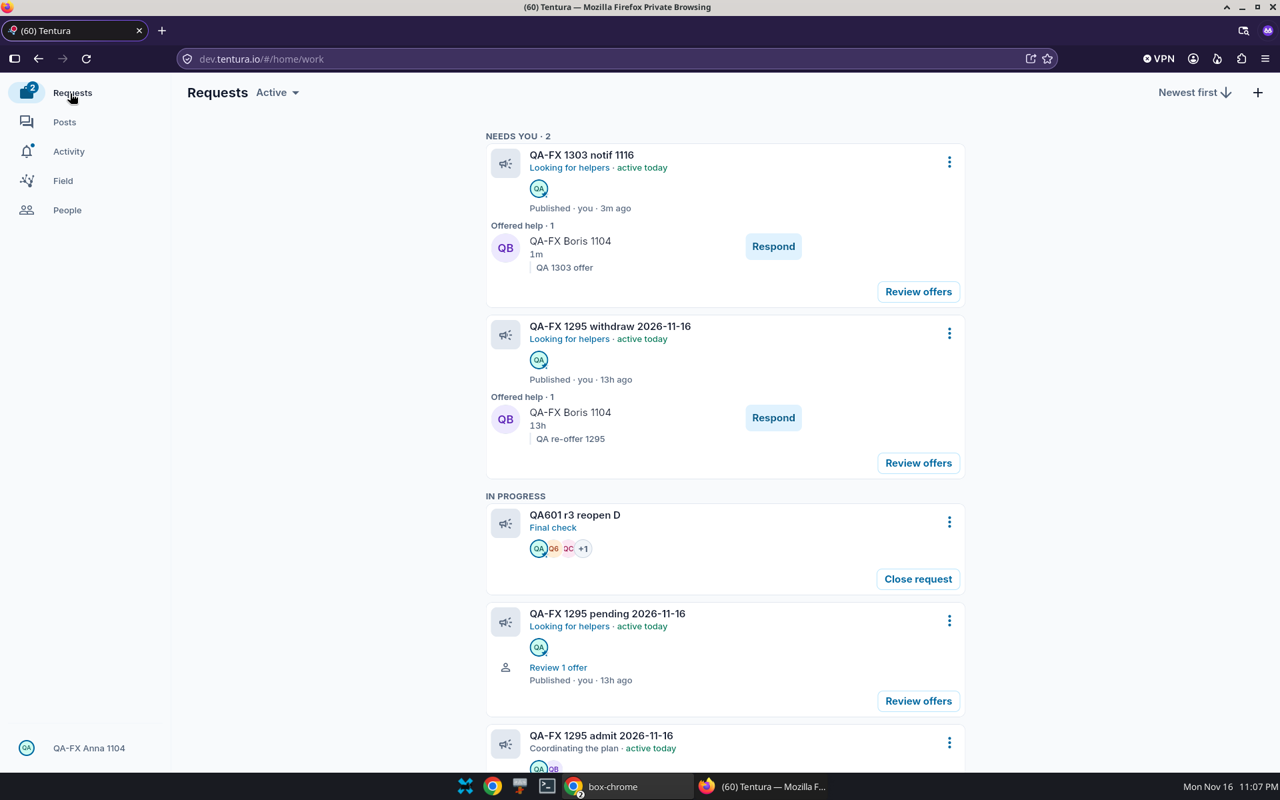 (60) Tentura — Mozilla Firefox Private Browsing
(60) Tentura
dev.tentura.io/#/home/work
VPN
2
Requests
Posts
Activity
Field
People
Requests Active
Newest first
NEEDS YOU · 2
QA-FX 1303 notif 1116
Looking for helpers · active today
QA
Published · you · 3m ago
Offered help · 1
QB
QA-FX Boris 1104
1m
QA 1303 offer
Respond
Review offers
QA-FX 1295 withdraw 2026-11-16
Looking for helpers · active today
QA
Published · you · 13h ago
Offered help · 1
QB
QA-FX Boris 1104
13h
QA re-offer 1295
Respond
Review offers
IN PROGRESS
QA601 r3 reopen D
Final check
QA Q6 QC +1
Close request
QA-FX 1295 pending 2026-11-16
Looking for helpers · active today
QA
Review 1 offer
Published · you · 13h ago
Review offers
QA-FX 1295 admit 2026-11-16
Coordinating the plan · active today
QA QB
QA QA-FX Anna 1104
2 box-chrome
(60) Tentura — Mozilla F...
Mon Nov 16 11:07 PM